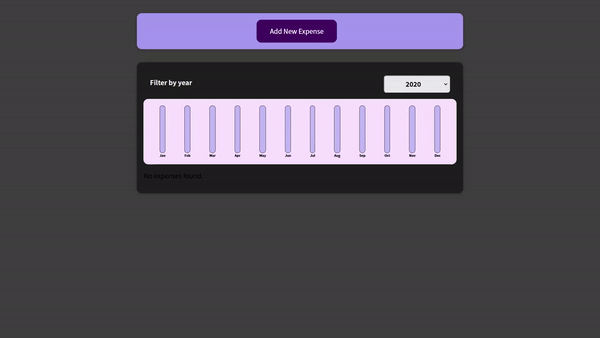 Add New Expense
Filter by year
2020
Jan Feb Mar Apr May Jun Jul Aug Sep Oct Nov Dec
No expenses found.